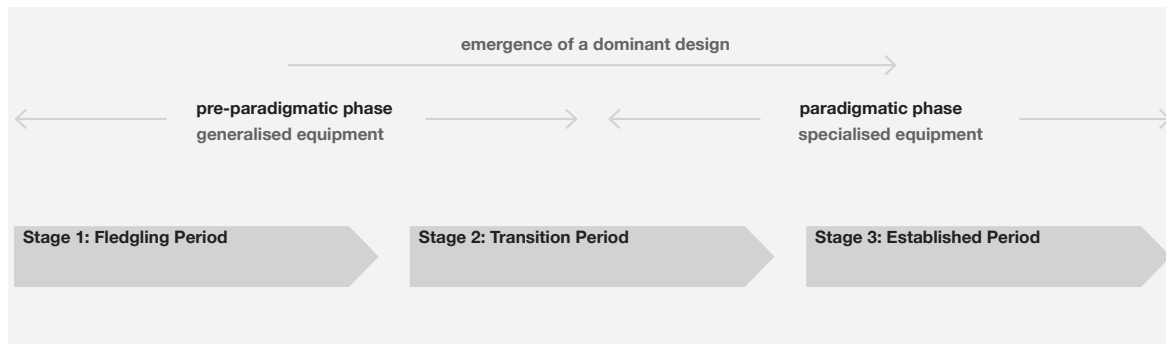 emergence of a dominant design
pre-paradigmatic phase
generalised equipment
paradigmatic phase
specialised equipment
Stage 1: Fledgling Period
Stage 2: Transition Period
Stage 3: Established Period